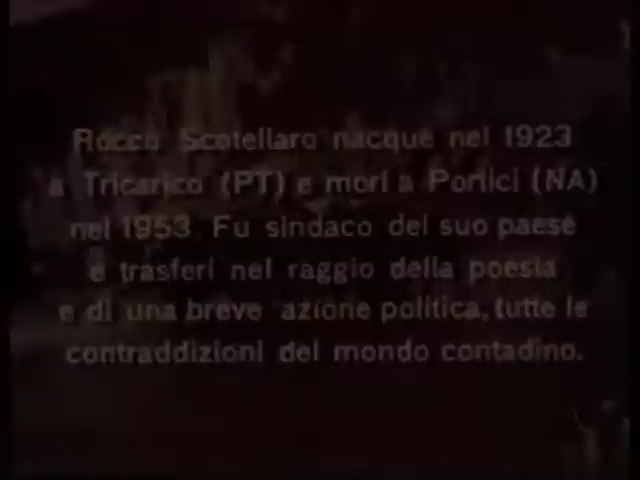 Rocco Scotellaro nacque nel 1923
a Tricarico (PT) e morì a Portici (NA)
nel 1953. Fu sindaco del suo paese
e trasferì nel raggio della poesia
e di una breve azione politica, tutte le
contraddizioni del mondo contadino.